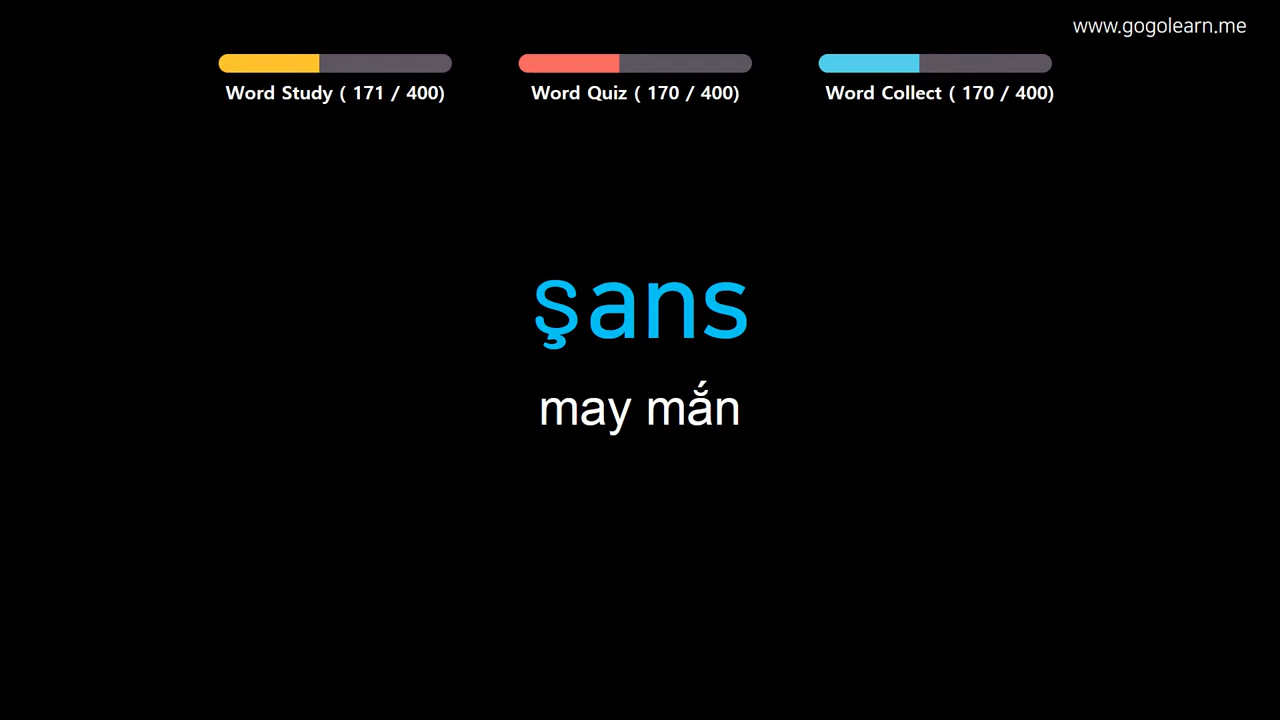 www.gogolearn.me
Word Study ( 171 / 400)
Word Quiz ( 170 / 400)
Word Collect ( 170 / 400)
şans
may mắn